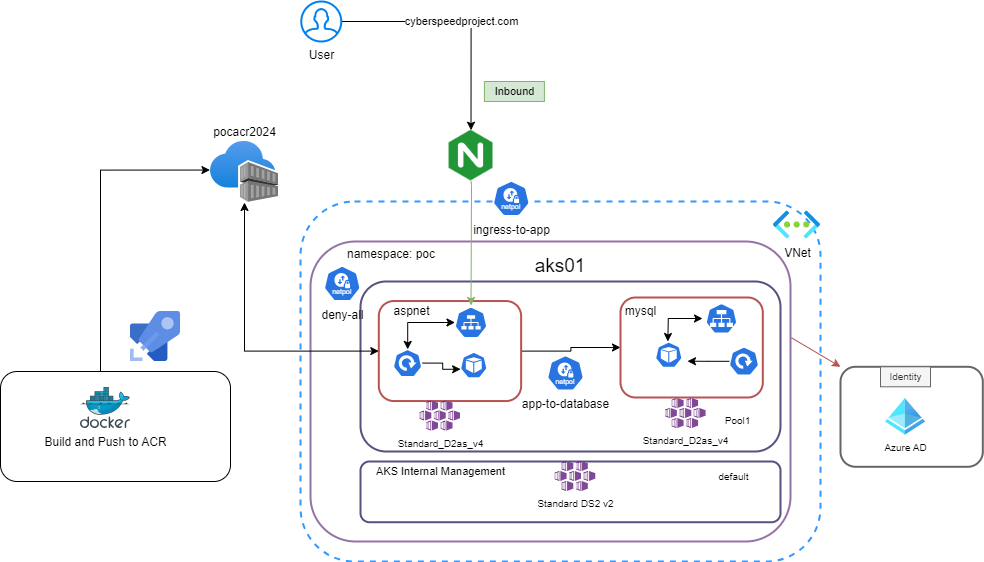 cyberspeedproject.com
User
Inbound
pocacr2024
N
netpol
ingress-to-app
VNet
namespace: poc
aks01
netpol
deny-all
aspnet
mysql
netpol
app-to-database
Identity
Azure AD
docker
Build and Push to ACR
Standard_D2as_v4
Standard_D2as_v4
Pool1
AKS Internal Management
default
Standard DS2 v2